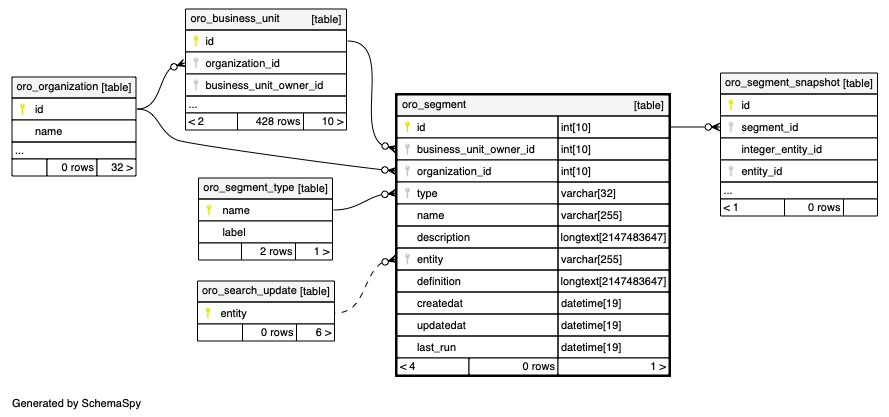 oro_business_unit [table]
id
organization_id
business_unit_owner_id
...
< 2 428 rows 10 >
oro_organization [table]
id
name
...
0 rows 32 >
oro_segment_type [table]
name
label
2 rows 1 >
oro_search_update [table]
entity
0 rows 6 >
oro_segment [table]
id int[10]
business_unit_owner_id int[10]
organization_id int[10]
type varchar[32]
name varchar[255]
description longtext[2147483647]
entity varchar[255]
definition longtext[2147483647]
createdat datetime[19]
updatedat datetime[19]
last_run datetime[19]
< 4 0 rows 1 >
oro_segment_snapshot [table]
id
segment_id
integer_entity_id
entity_id
...
< 1 0 rows
Generated by SchemaSpy